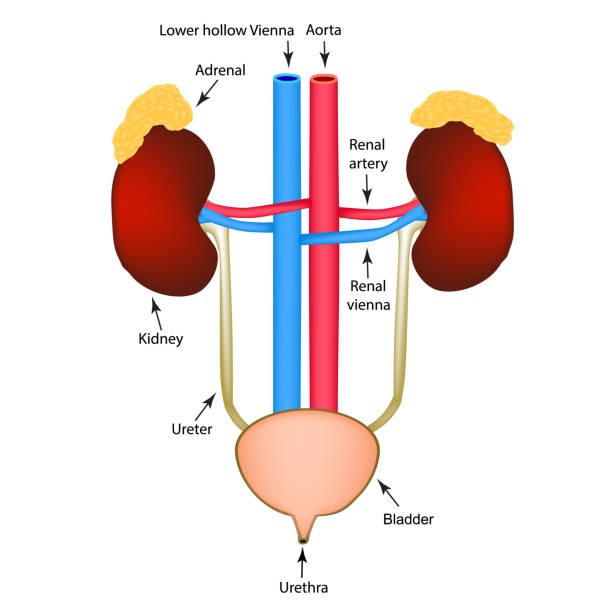 Lower hollow Vienna Aorta
Adrenal
Renal
artery
Renal
vienna
Kidney
Ureter
Bladder
Urethra